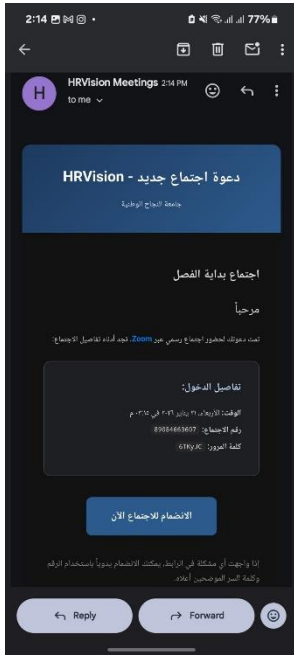 2:14
77%
HRVision Meetings 2:14 PM
H
to me
دعوة اجتماع جديد - HRVision
جامعة النجاح الوطنية
اجتماع بداية الفصل
مرحباً
تمت دعوتك لحضور اجتماع رسمي عبر Zoom. تجد أدناه تفاصيل الاجتماع:
تفاصيل الدخول:
الوقت: الأربعاء، ٢١ يناير ٢٠٢٦ في ٠٣:١٤ م
رقم الاجتماع: 89084663607
كلمة المرور:
الانضمام للاجتماع الآن
إذا واجهت أي مشكلة في الرابط، يمكنك الانضمام يدوياً باستخدام الرقم
وكلمة السر الموضحين أعلاه.
Reply
Forward